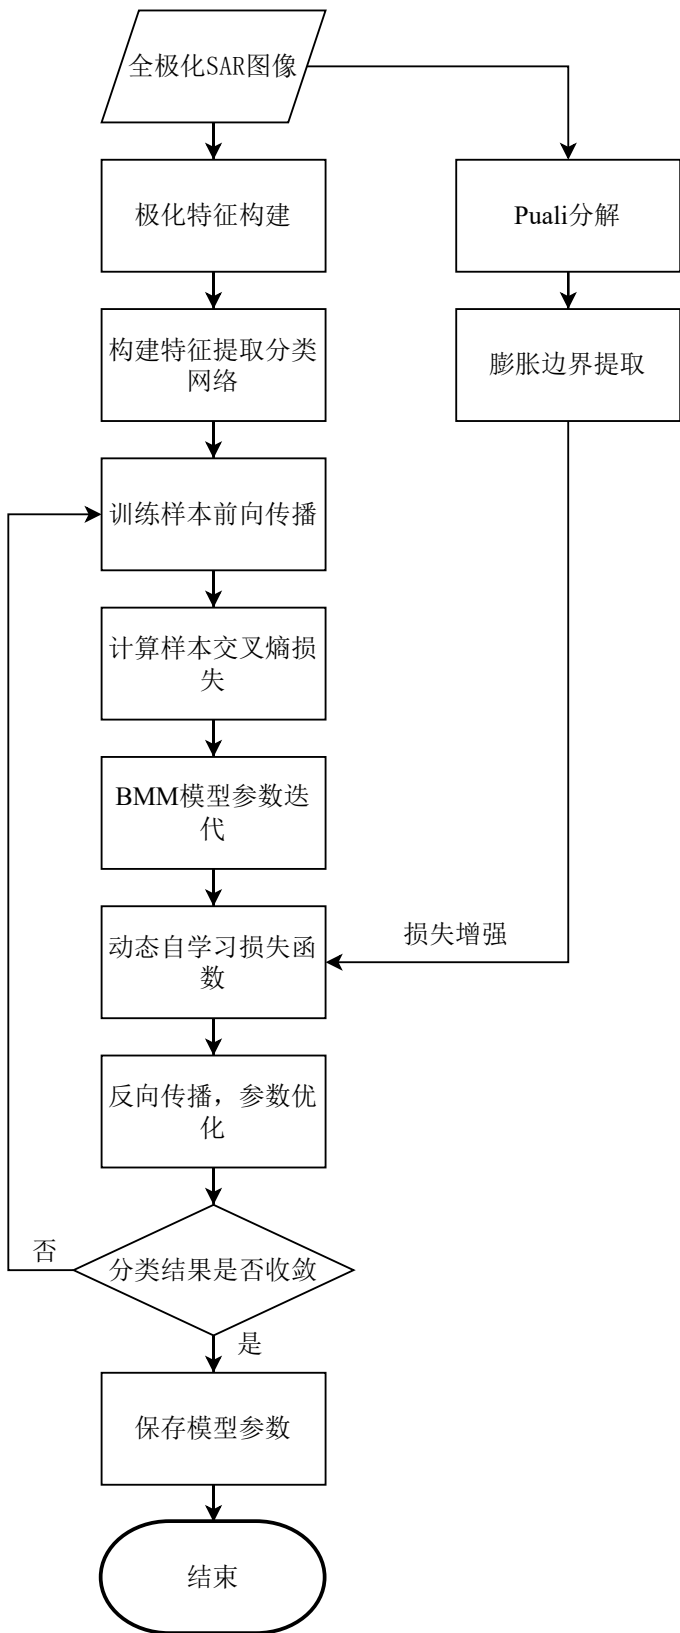 全极化SAR图像
极化特征构建
Puali分解
构建特征提取分类
网络
膨胀边界提取
训练样本前向传播
计算样本交叉熵损
失
BMM模型参数迭
代
动态自学习损失函
数
损失增强
反向传播，参数优
化
否
分类结果是否收敛
是
保存模型参数
结束